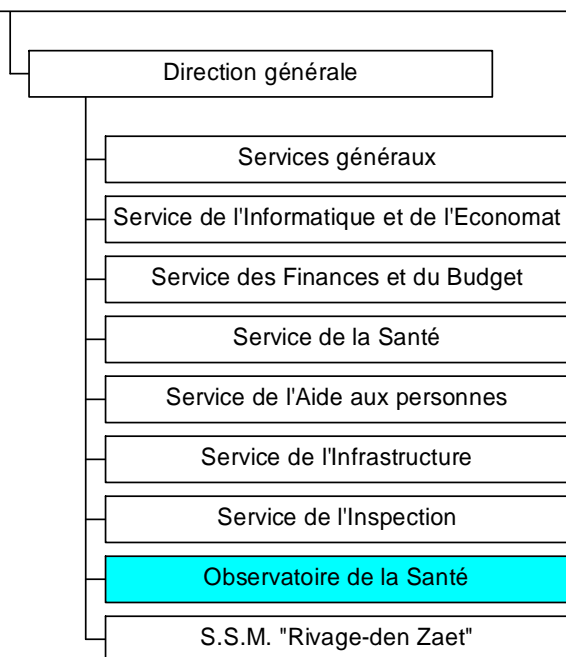 Direction générale
Services généraux
Service de l'Informatique et de l'Economat
Service des Finances et du Budget
Service de la Santé
Service de l'Aide aux personnes
Service de l'Infrastructure
Service de l'Inspection
Observatoire de la Santé
S.S.M. "Rivage-den Zaet"